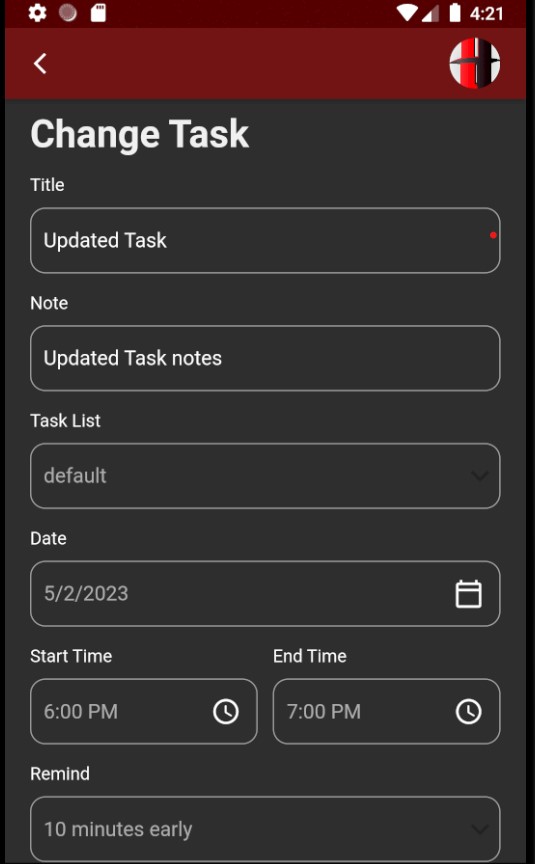 4:21
Change Task
Title
Updated Task
Note
Updated Task notes
Task List
default
Date
5/2/2023
Start Time End Time
6:00 PM 7:00 PM
Remind
10 minutes early